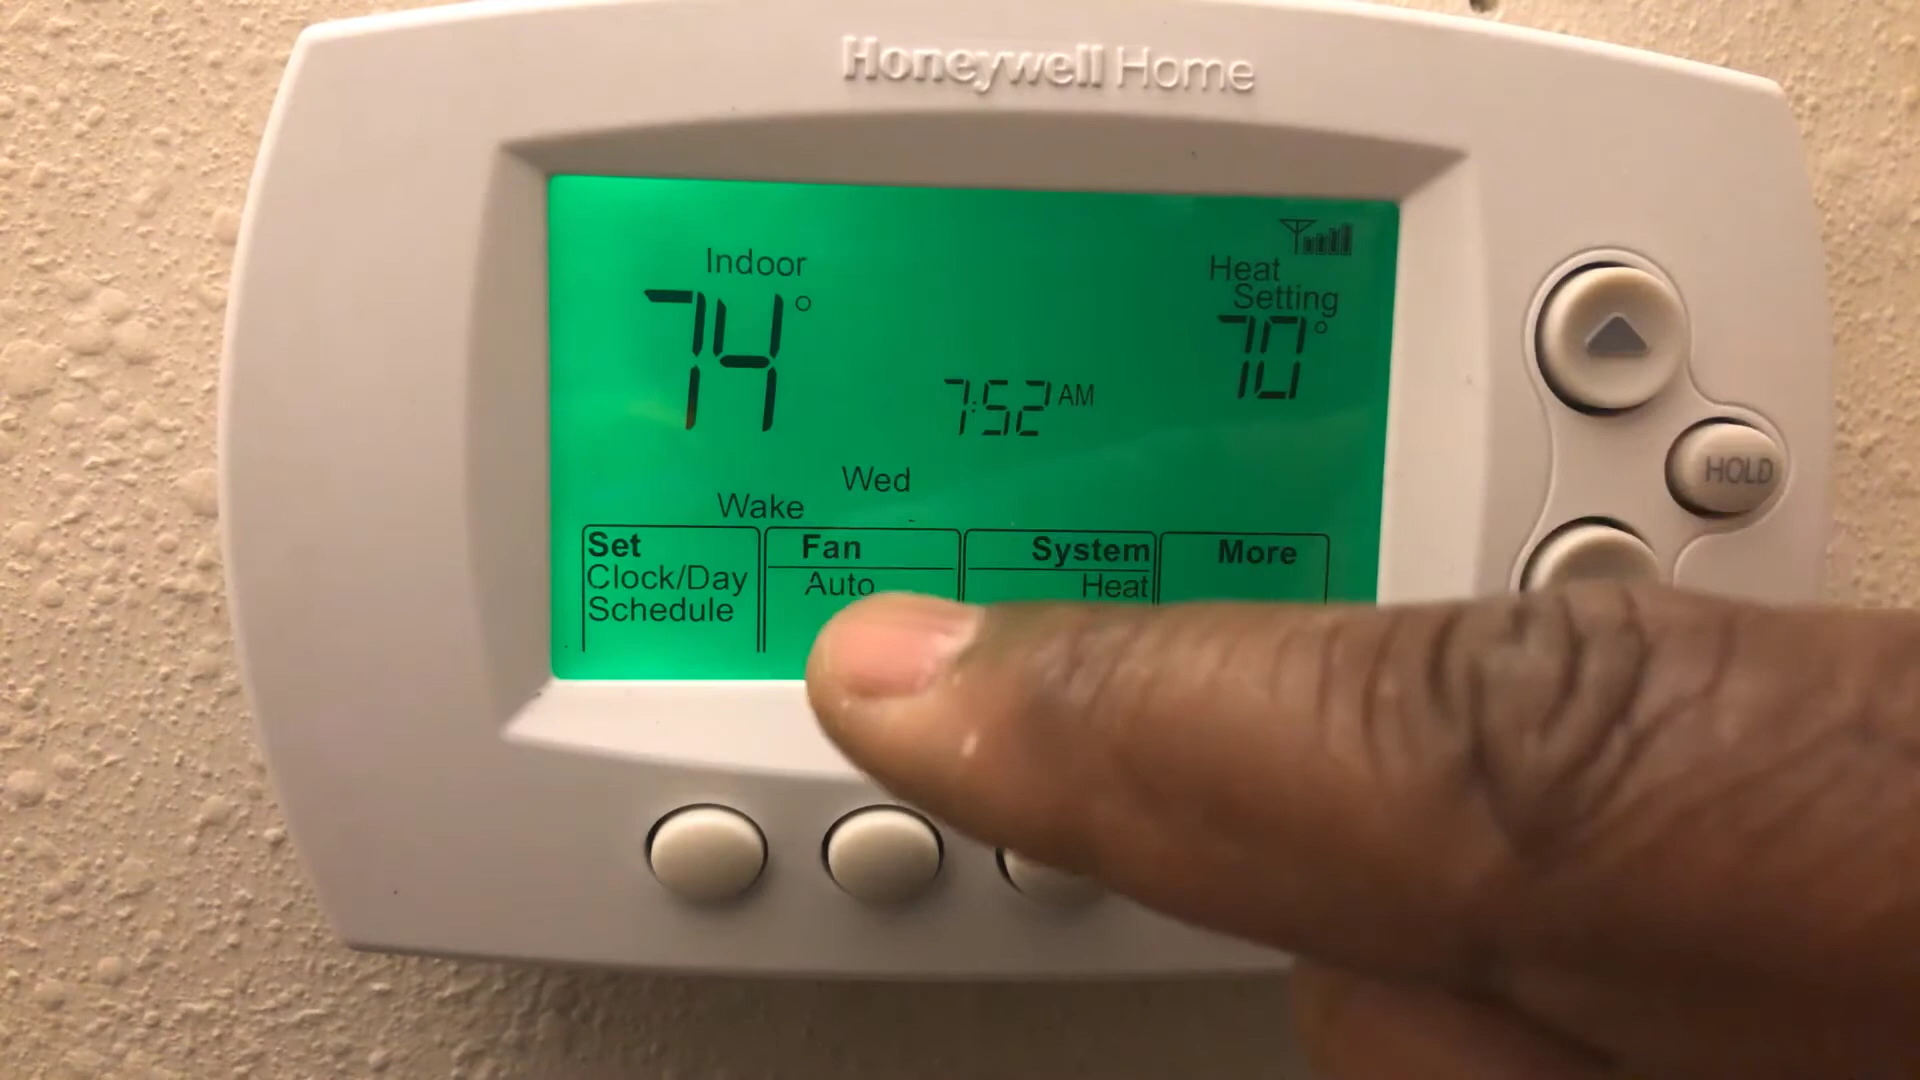 Honeywell Home
Indoor
74°
Heat
Setting
70°
7:52 AM
HOLD
Wed
Wake
Set
Clock/Day
Schedule
Fan
Auto
System
Heat
More